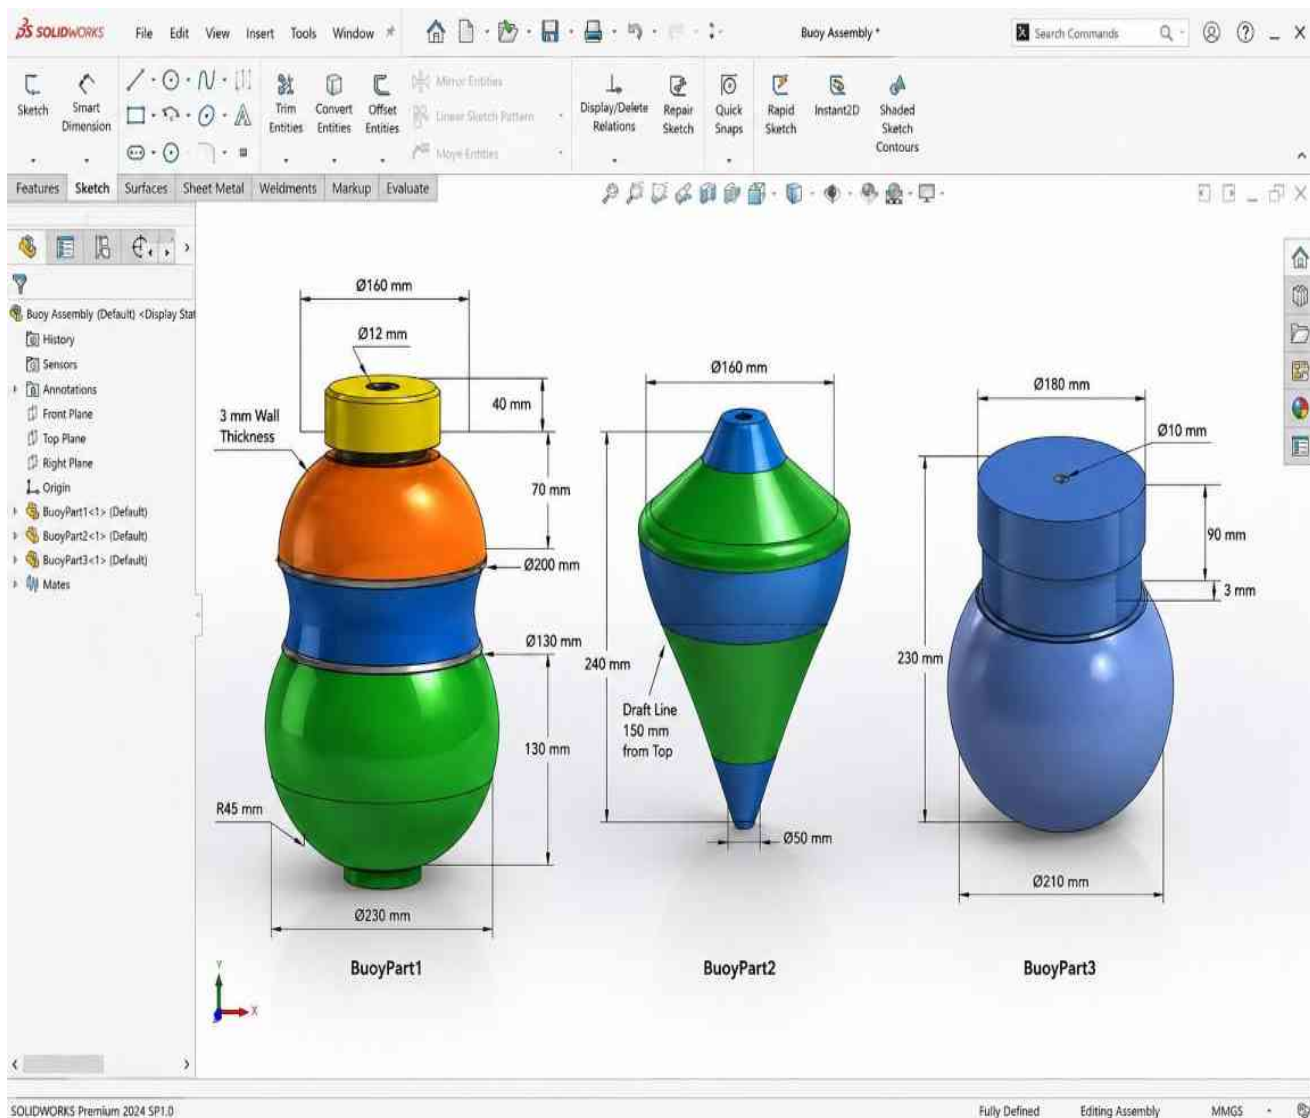 SOLIDWORKS File Edit View Insert Tools Window Buoy Assembly * Search Commands
Sketch
Smart
Dimension
Trim
Entities
Convert
Entities
Offset
Entities
Mirror Entities
Linear Sketch Pattern
Move Entities
Display/Delete
Relations
Repair
Sketch
Quick
Snaps
Rapid
Sketch
Instant2D
Shaded
Sketch
Contours
Features Sketch Surfaces Sheet Metal Weldments Markup Evaluate
Buoy Assembly (Default) <Display Stat
History
Sensors
Annotations
Front Plane
Top Plane
Right Plane
Origin
BuoyPart1<1> (Default)
BuoyPart2<1> (Default)
BuoyPart3<1> (Default)
Mates
Ø160 mm
Ø12 mm
40 mm
3 mm Wall
Thickness
70 mm
Ø200 mm
Ø130 mm
130 mm
R45 mm
Ø230 mm
BuoyPart1
Ø160 mm
240 mm
Draft Line
150 mm
from Top
Ø50 mm
BuoyPart2
Ø180 mm
Ø10 mm
90 mm
3 mm
230 mm
Ø210 mm
BuoyPart3
Y
X
SOLIDWORKS Premium 2024 SP1.0 Fully Defined Editing Assembly MMGS